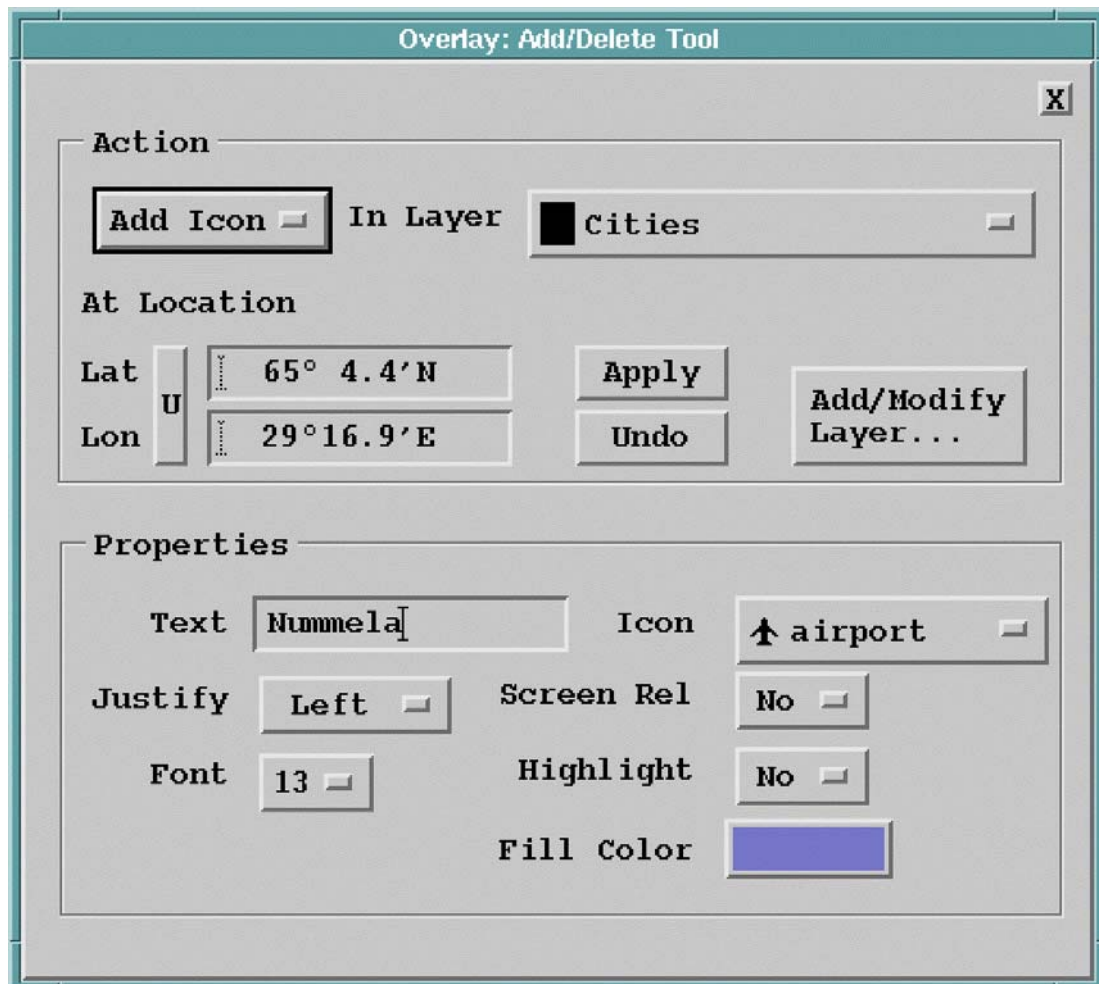 Overlay: Add/Delete Tool
X
Action
Add Icon In Layer Cities
At Location
Lat 65° 4.4′N
U
Lon 29°16.9′E
Apply
Undo
Add/Modify
Layer...
Properties
Text Nummela Icon airport
Justify Left Screen Rel No
Font 13 Highlight No
Fill Color